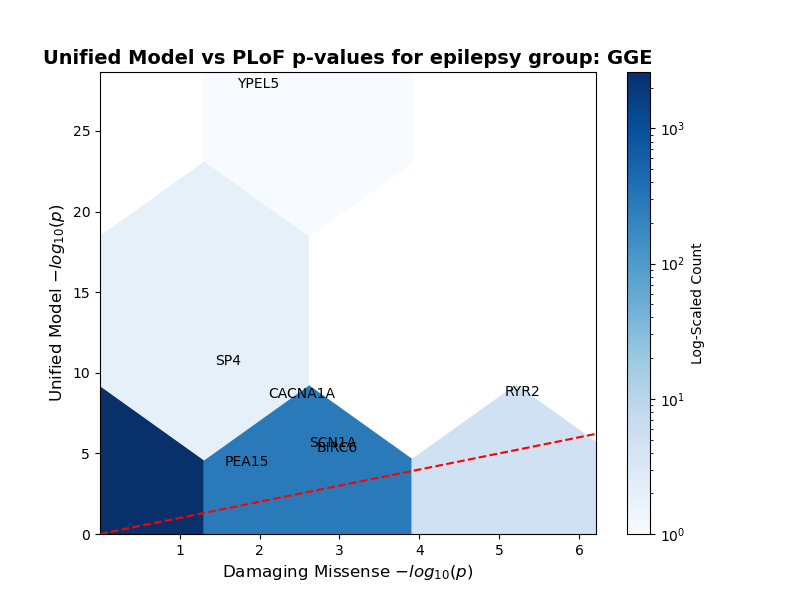 Unified Model vs PLoF p-values for epilepsy group: GGE
YPEL5
SP4
CACNA1A
RYR2
SCN1A
BIRC6
PEA15
0
5
10
15
20
25
Unified Model −log₁₀(p)
1
2
3
4
5
6
Damaging Missense −log₁₀(p)
10³
10²
10¹
10⁰
Log-Scaled Count